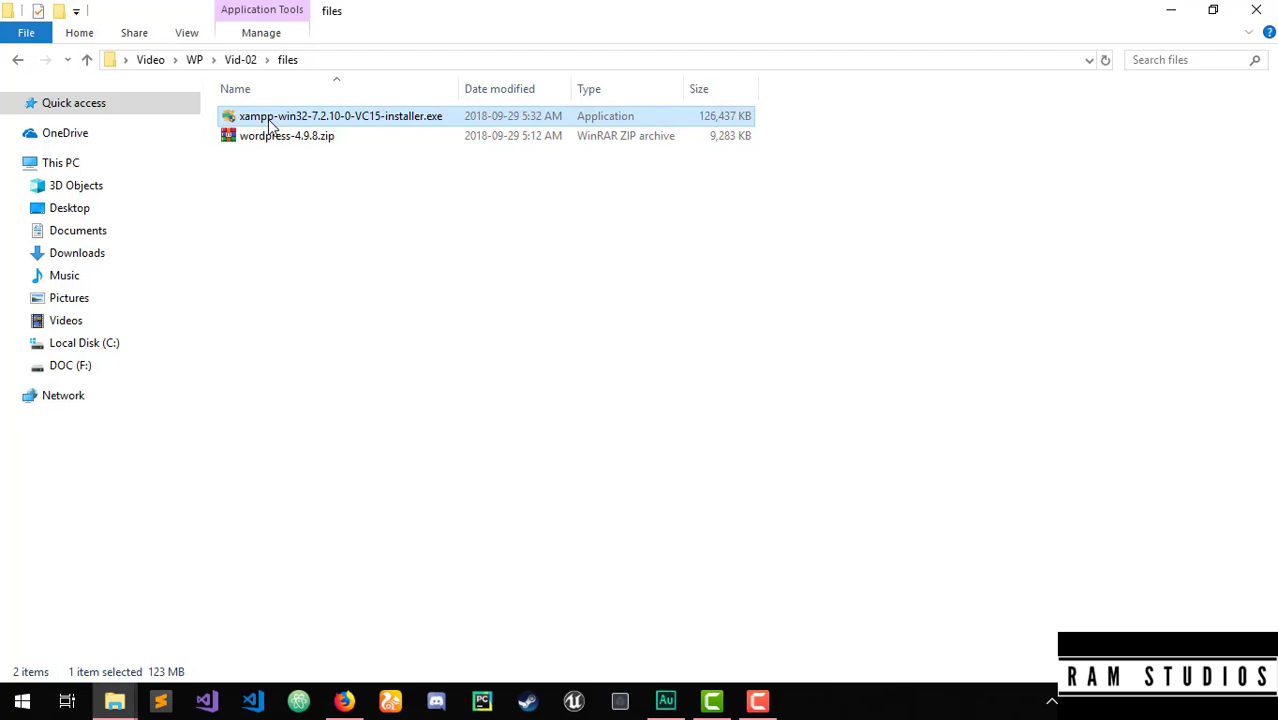 Application Tools
files
File
Home
Share
View
Manage
Video
WP
Vid-02
files
Search files
Name
Date modified
Type
Size
Quick access
OneDrive
This PC
3D Objects
Desktop
Documents
Downloads
Music
Pictures
Videos
Local Disk (C:)
DOC (F:)
Network
xampp-win32-7.2.10-0-VC15-installer.exe 2018-09-29 5:32 AM Application 126,437 KB
wordpress-4.9.8.zip 2018-09-29 5:12 AM WinRAR ZIP archive 9,283 KB
2 items 1 item selected 123 MB
PC
Au
RAM STUDIOS